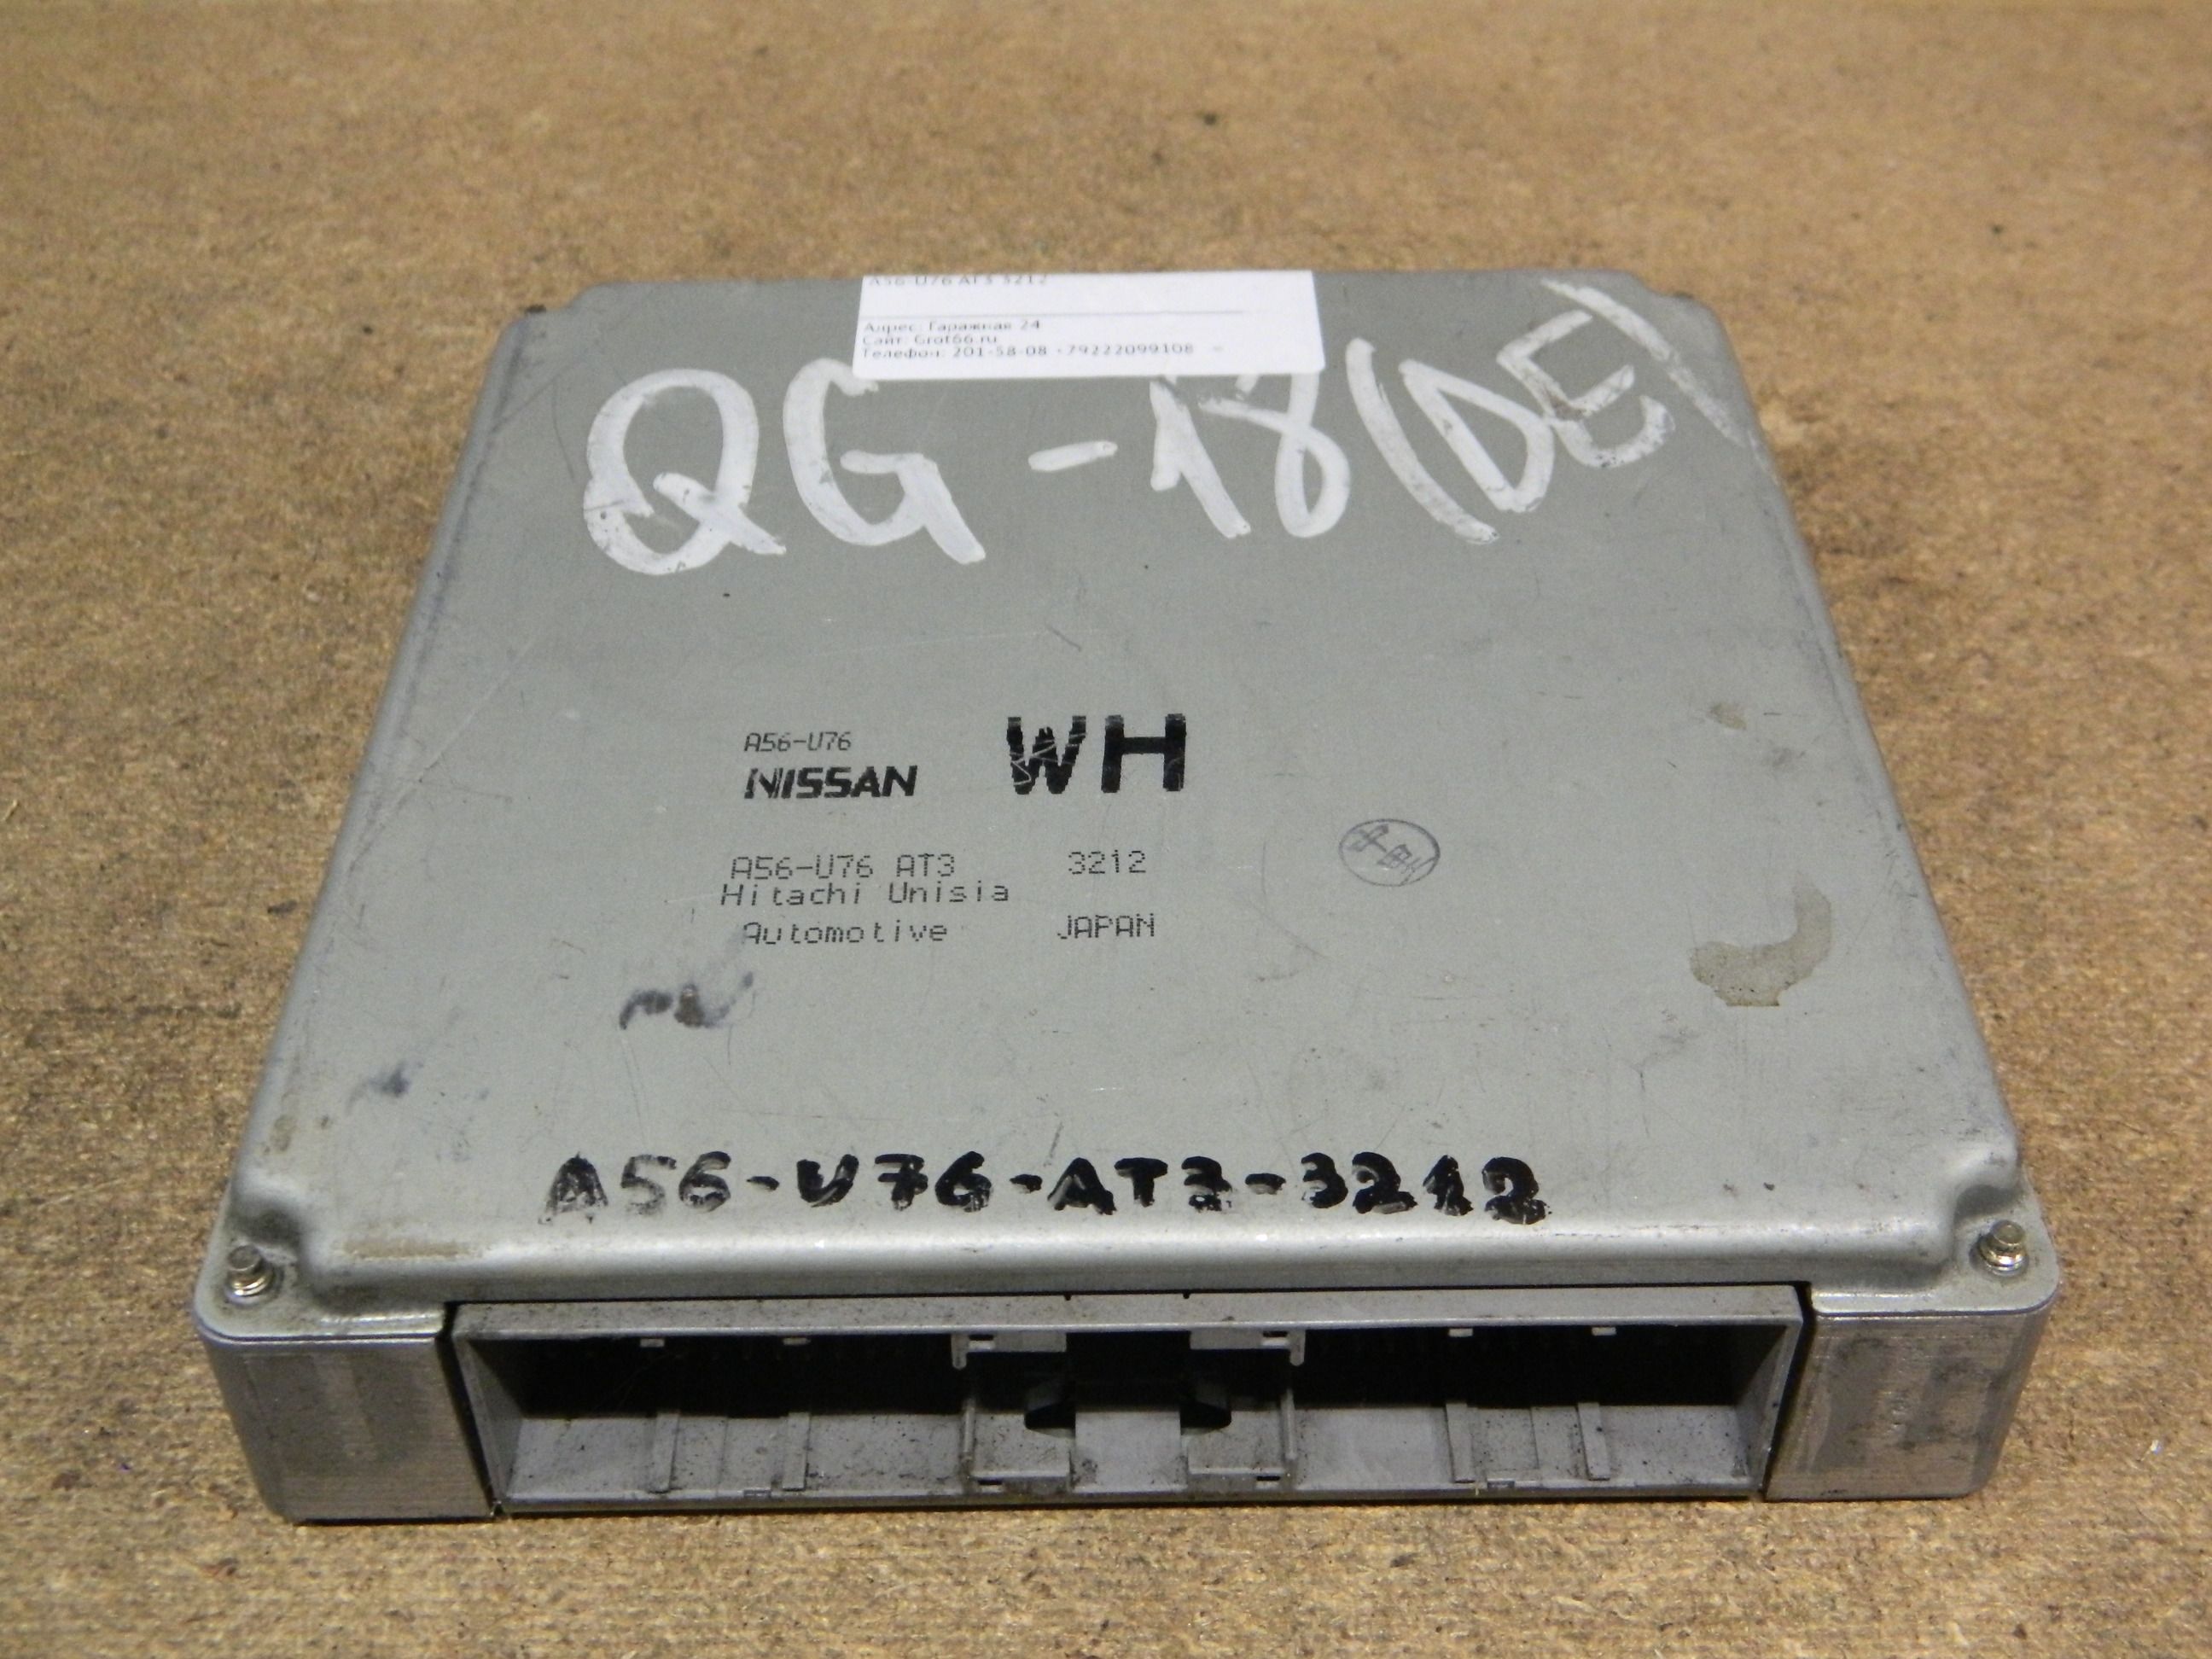 A56-U76 AT3 3212
Адрес: Гаражная 24
Сайт: Grot66.ru
Телефон: 201-58-08 +79222099108
QG-18(DE)
A56-U76
NISSAN WH
A56-U76 AT3 3212
Hitachi Unisia
Automotive JAPAN
A56-U76-AT3-3212